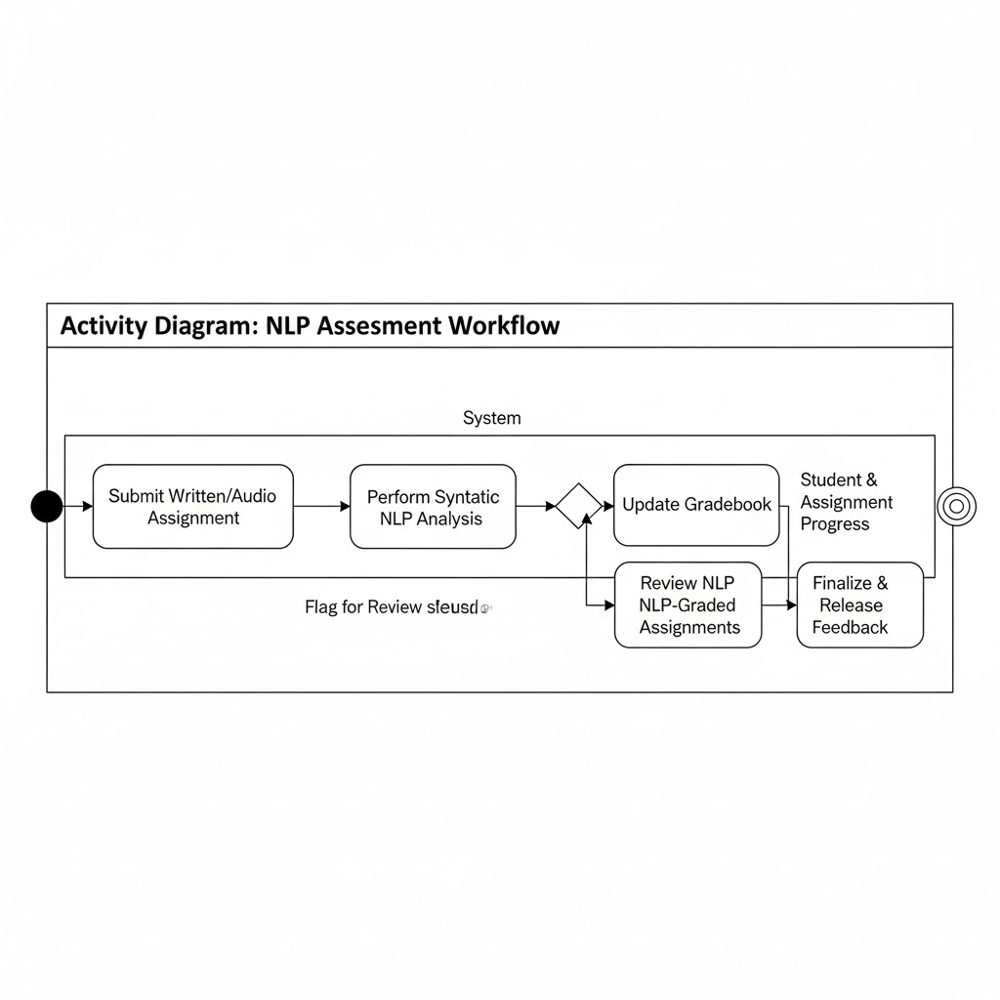 Activity Diagram: NLP Assesment Workflow
System
Submit Written/Audio
Assignment
Perform Syntatic
NLP Analysis
Update Gradebook
Student &
Assignment
Progress
Flag for Review
Review NLP
NLP-Graded
Assignments
Finalize &
Release
Feedback